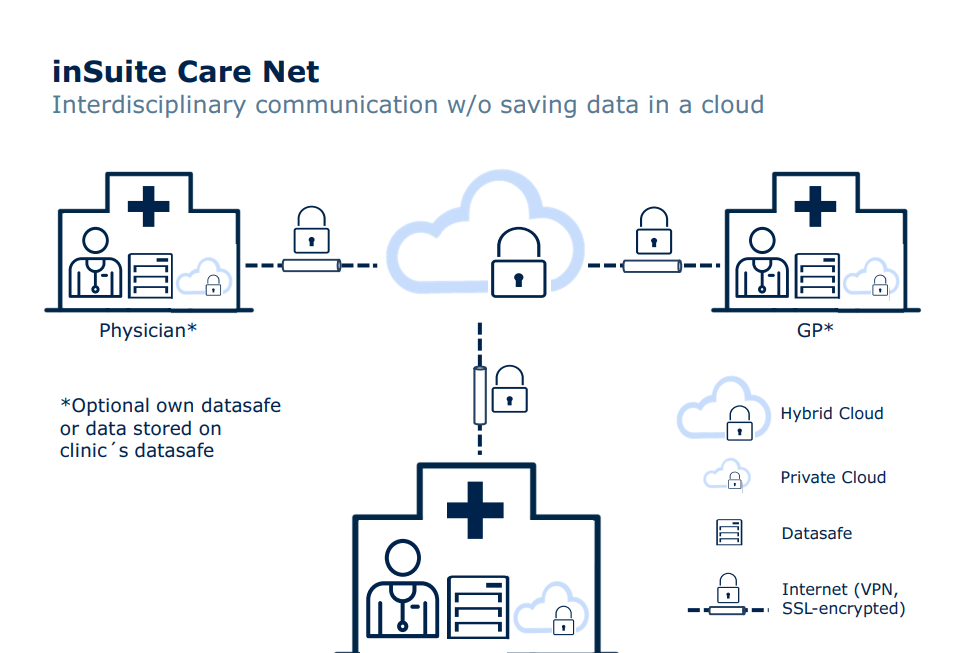 inSuite Care Net
Interdisciplinary communication w/o saving data in a cloud
Physician*
GP*
*Optional own datasafe
or data stored on
clinic´s datasafe
Hybrid Cloud
Private Cloud
Datasafe
Internet (VPN,
SSL-encrypted)